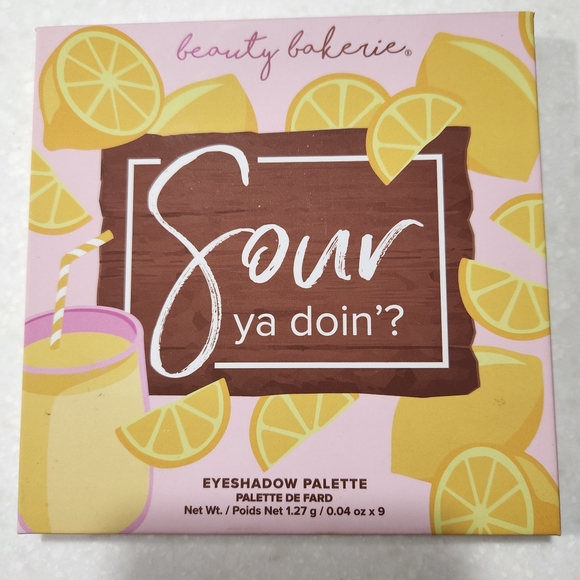 beauty bakerie®
Sour
ya doin'?
EYESHADOW PALETTE
PALETTE DE FARD
Net Wt. / Poids Net 1.27 g / 0.04 oz x 9